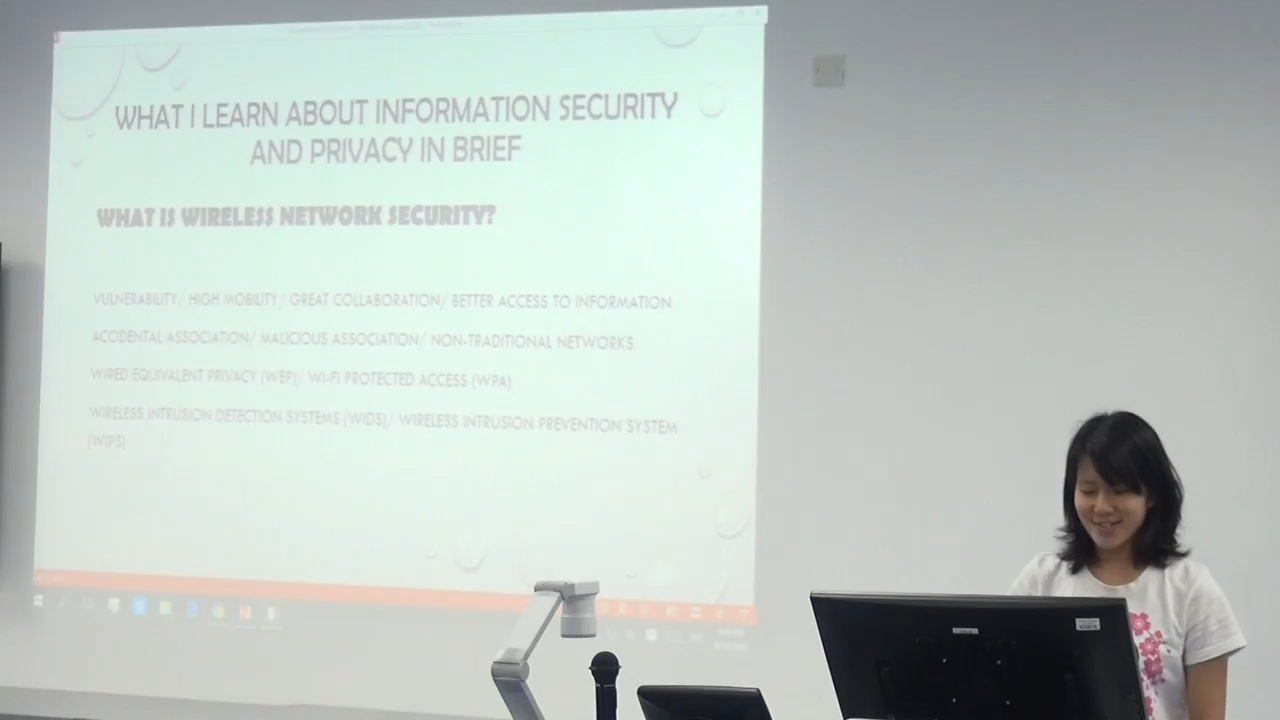 WHAT I LEARN ABOUT INFORMATION SECURITY
AND PRIVACY IN BRIEF
WHAT IS WIRELESS NETWORK SECURITY?
VULNERABILITY/ HIGH MOBILITY/ GREAT COLLABORATION/ BETTER ACCESS TO INFORMATION
ACCIDENTAL ASSOCIATION/ MALICIOUS ASSOCIATION/ NON-TRADITIONAL NETWORKS
WIRED EQUIVALENT PRIVACY (WEP)/ WI-FI PROTECTED ACCESS (WPA)
WIRELESS INTRUSION DETECTION SYSTEMS (WIDS)/ WIRELESS INTRUSION PREVENTION SYSTEM
(WIPS)